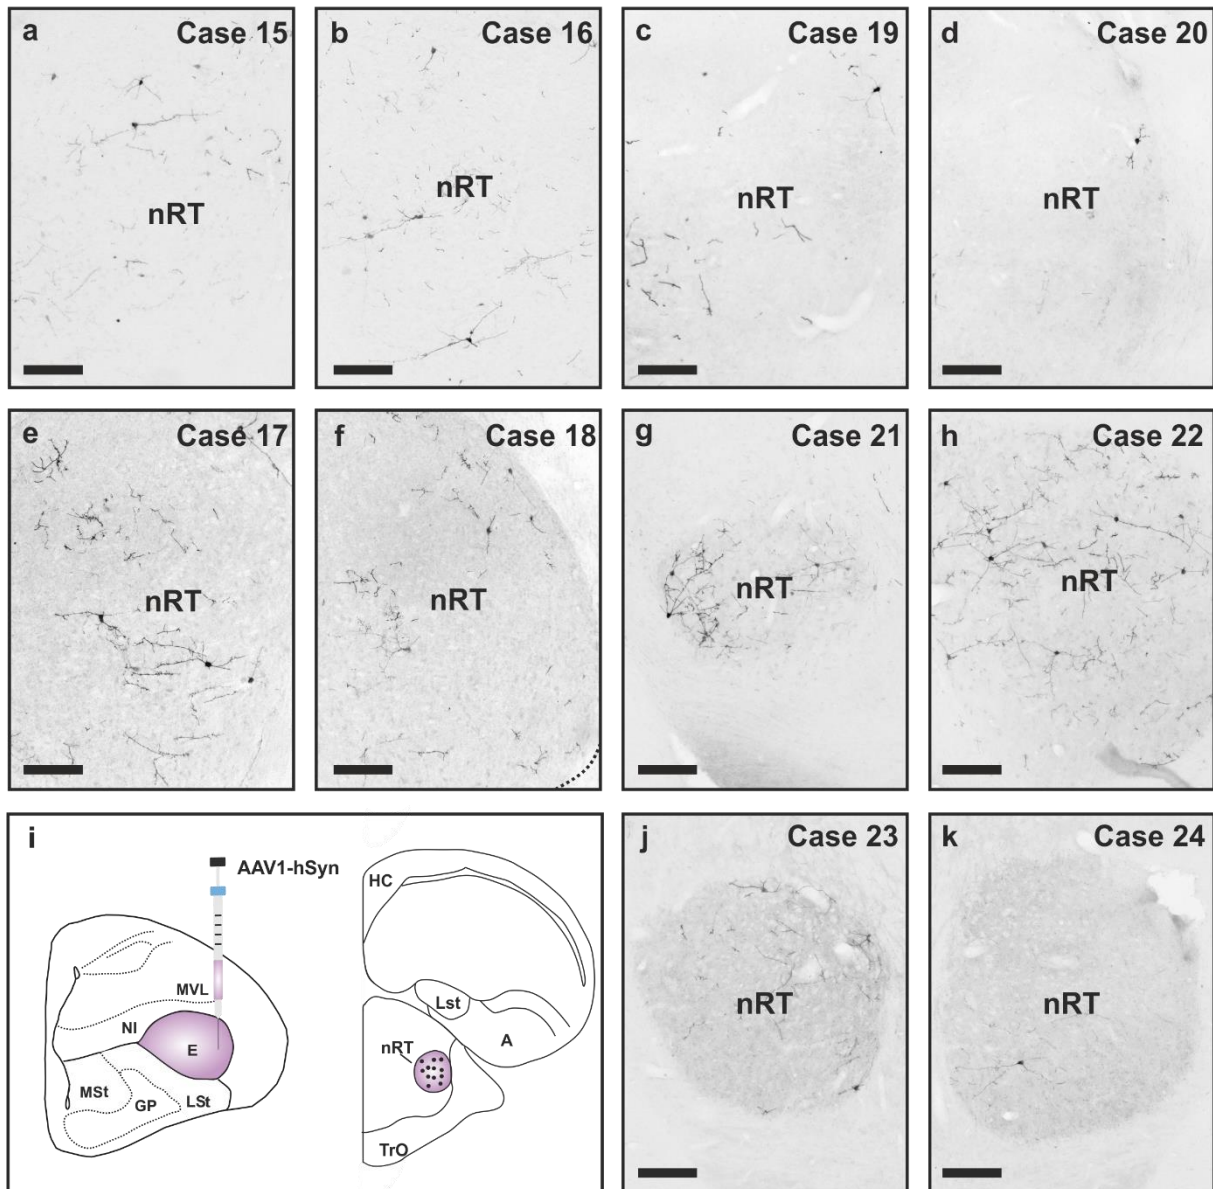 a Case 15
nRT
b Case 16
nRT
c Case 19
nRT
d Case 20
nRT
e Case 17
nRT
f Case 18
nRT
g Case 21
nRT
h Case 22
nRT
i
AAV1-hSyn
MVL
NI
E
MSt
GP
LSt
HC
Lst
A
nRT
TrO
j Case 23
nRT
k Case 24
nRT